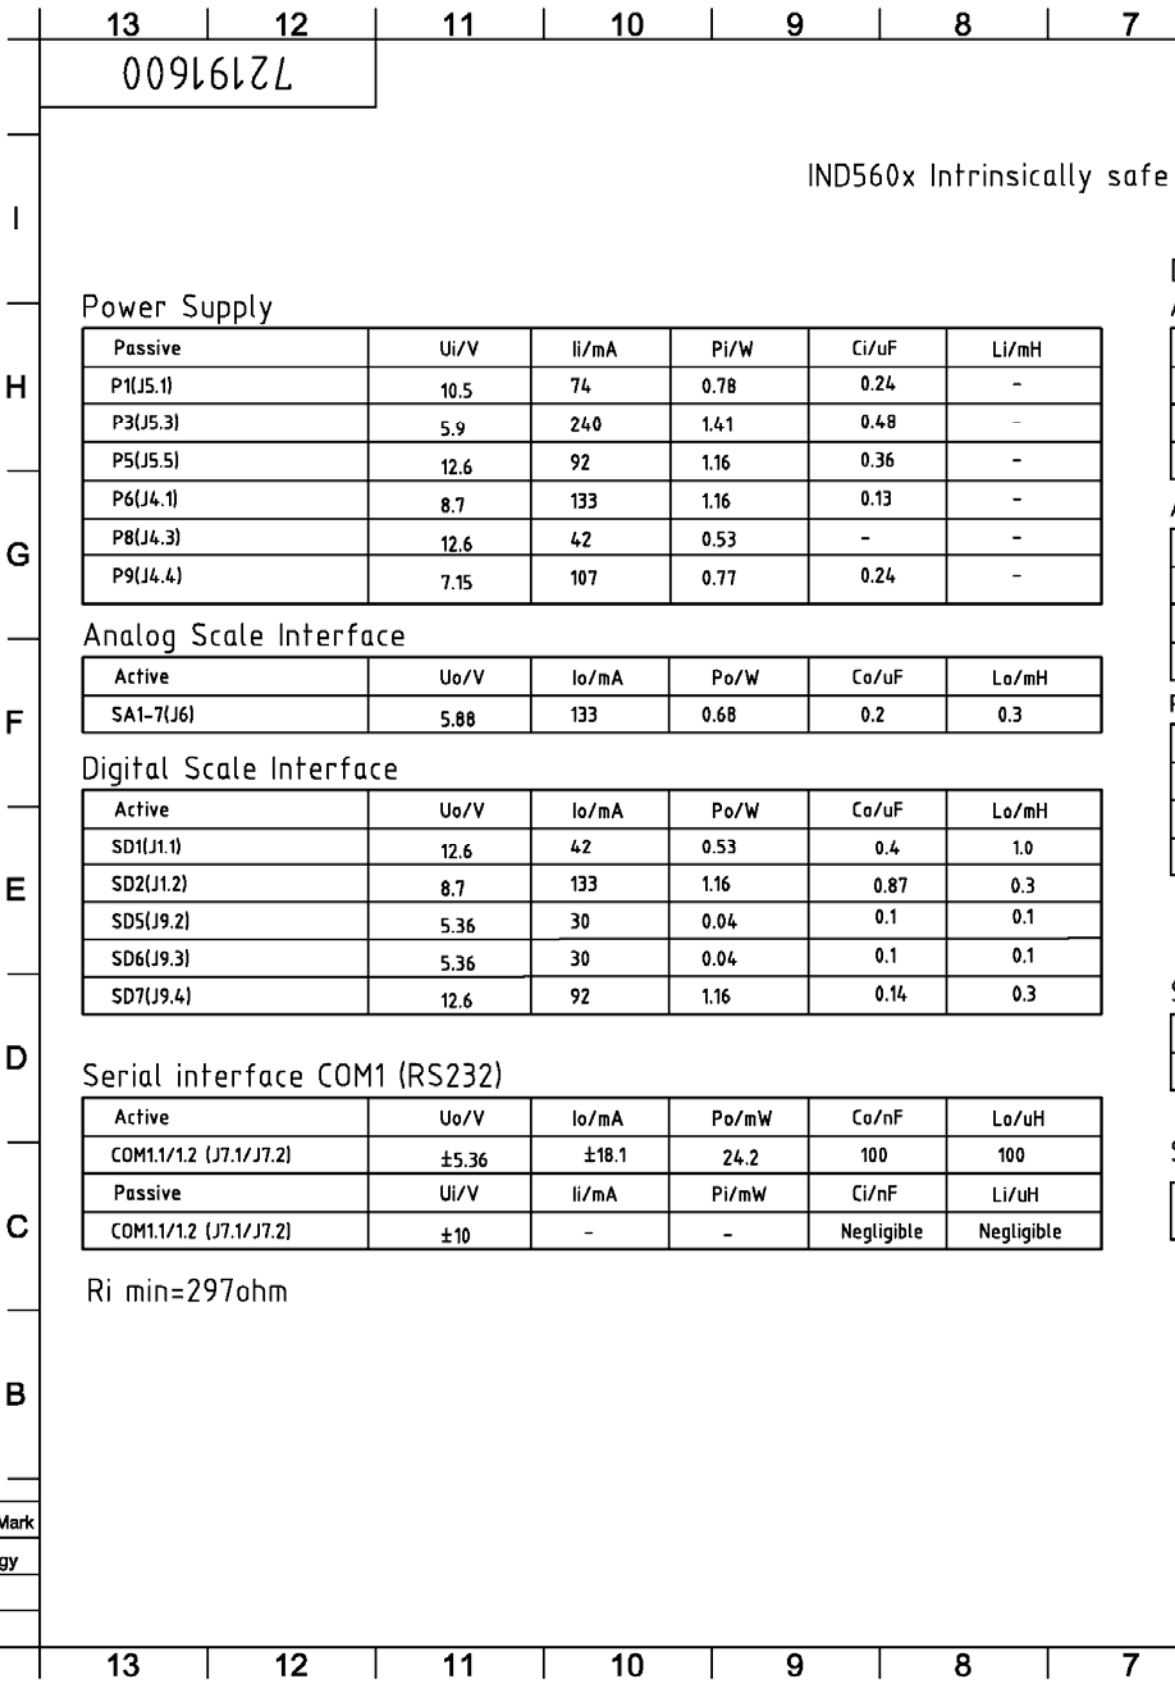 13 12 11 10 9 8 7
72191600
IND560x Intrinsically safe
I
H
G
F
E
D
C
B
Power Supply
Passive Ui/V Ii/mA Pi/W Ci/uF Li/mH
P1(J5.1) 10.5 74 0.78 0.24 -
P3(J5.3) 5.9 240 1.41 0.48 -
P5(J5.5) 12.6 92 1.16 0.36 -
P6(J4.1) 8.7 133 1.16 0.13 -
P8(J4.3) 12.6 42 0.53 - -
P9(J4.4) 7.15 107 0.77 0.24 -
Analog Scale Interface
Active Uo/V Io/mA Po/W Co/uF Lo/mH
SA1-7(J6) 5.88 133 0.68 0.2 0.3
Digital Scale Interface
Active Uo/V Io/mA Po/W Co/uF Lo/mH
SD1(J1.1) 12.6 42 0.53 0.4 1.0
SD2(J1.2) 8.7 133 1.16 0.87 0.3
SD5(J9.2) 5.36 30 0.04 0.1 0.1
SD6(J9.3) 5.36 30 0.04 0.1 0.1
SD7(J9.4) 12.6 92 1.16 0.14 0.3
Serial interface COM1 (RS232)
Active Uo/V Io/mA Po/mW Co/nF Lo/uH
COM1.1/1.2 (J7.1/J7.2) ±5.36 ±18.1 24.2 100 100
Passive Ui/V Ii/mA Pi/mW Ci/nF Li/uH
COM1.1/1.2 (J7.1/J7.2) ±10 - - Negligible Negligible
Ri min=297ohm
Mark
gy
13 12 11 10 9 8 7